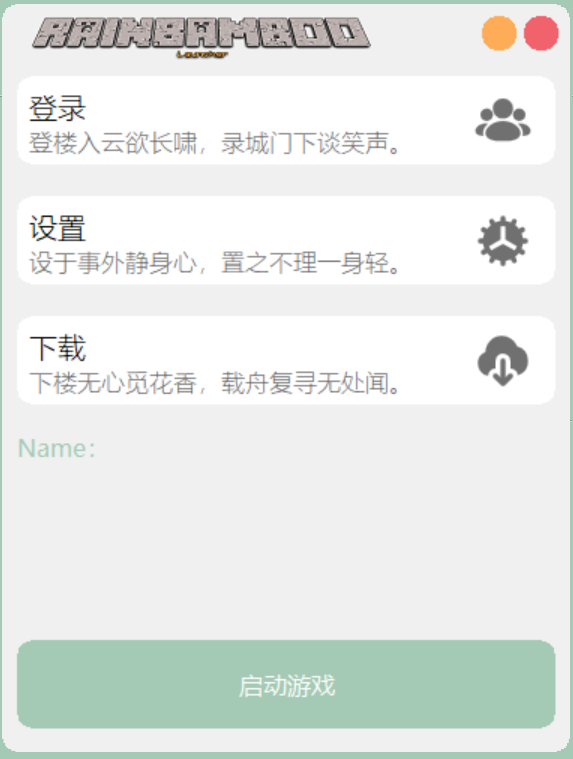 RAINBAMBOO
Launcher
登录
登楼入云欲长啸，录城门下谈笑声。
设置
设于事外静身心，置之不理一身轻。
下载
下楼无心觅花香，载舟复寻无处闻。
Name:
启动游戏